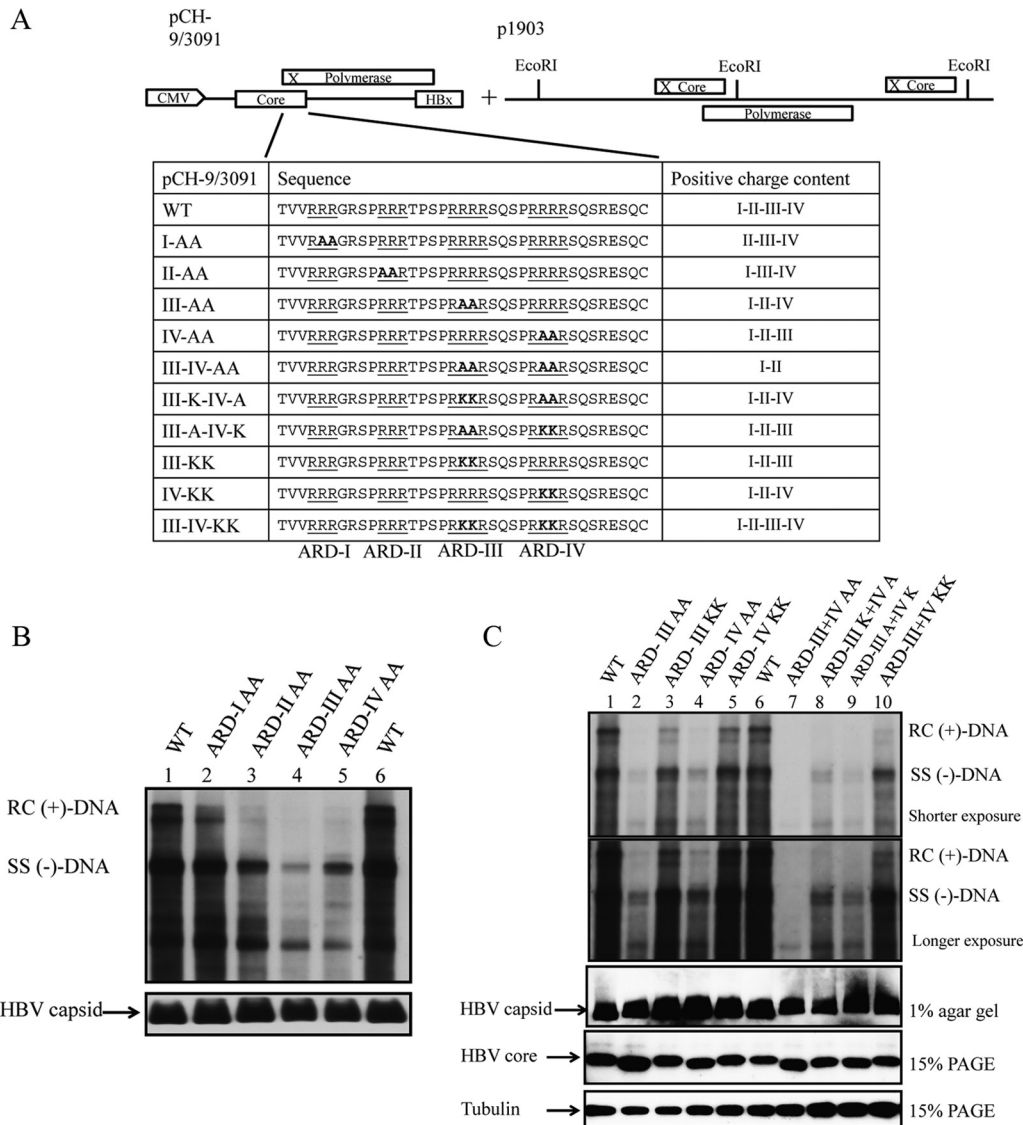 A
pCH-
9/3091
p1903
X Polymerase
CMV
Core
HBx
+
EcoRI
X Core
EcoRI
X Core
Polymerase
pCH-9/3091 Sequence Positive charge content
WT TVVRRRGRSPRRRTPSPRRRRSQSPRRRRSQSRESQC I-II-III-IV
I-AA TVVRAAGRSPRRRTPSPRRRRSQSPRRRRSQSRESQC II-III-IV
II-AA TVVRRRGRSPAARTPSPRRRRSQSPRRRRSQSRESQC I-III-IV
III-AA TVVRRRGRSPRRRTPSPRAARSQSPRRRRSQSRESQC I-II-IV
IV-AA TVVRRRGRSPRRRTPSPRRRRSQSPRAARSQSRESQC I-II-III
III-IV-AA TVVRRRGRSPRRRTPSPRAARSQSPRAARSQSRESQC I-II
III-K-IV-A TVVRRRGRSPRRRTPSPRKKRSQSPRAARSQSRESQC I-II-IV
III-A-IV-K TVVRRRGRSPRRRTPSPRAARSQSPRKKRSQSRESQC I-II-III
III-KK TVVRRRGRSPRRRTPSPRKKRSQSPRRRRSQSRESQC I-II-III
IV-KK TVVRRRGRSPRRRTPSPRRRRSQSPRKKRSQSRESQC I-II-IV
III-IV-KK TVVRRRGRSPRRRTPSPRKKRSQSPRKKRSQSRESQC I-II-III-IV
ARD-I ARD-II ARD-III ARD-IV
B
WT ARD-I AA ARD-II AA ARD-III AA ARD-IV AA WT
1 2 3 4 5 6
RC (+)-DNA
SS (-)-DNA
HBV capsid
C
WT ARD- III AA ARD- III KK ARD- IV AA ARD- IV KK WT ARD-III+IV AA ARD-III K+IV A ARD-III A+IV K ARD-III+IV KK
1 2 3 4 5 6 7 8 9 10
RC (+)-DNA
SS (-)-DNA
Shorter exposure
RC (+)-DNA
SS (-)-DNA
Longer exposure
HBV capsid 1% agar gel
HBV core 15% PAGE
Tubulin 15% PAGE